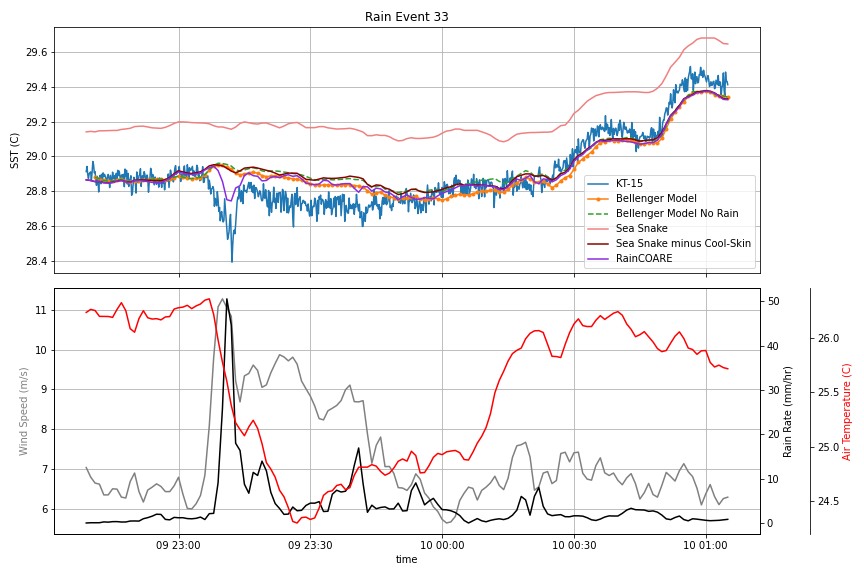 Rain Event 33
SST (C)
29.6
29.4
29.2
29.0
28.8
28.6
28.4
KT-15
Bellenger Model
Bellenger Model No Rain
Sea Snake
Sea Snake minus Cool-Skin
RainCOARE
Wind Speed (m/s)
11
10
9
8
7
6
50
40
30
20
10
0
Rain Rate (mm/hr)
26.0
25.5
25.0
24.5
Air Temperature (C)
09 23:00
09 23:30
10 00:00
10 00:30
10 01:00
time